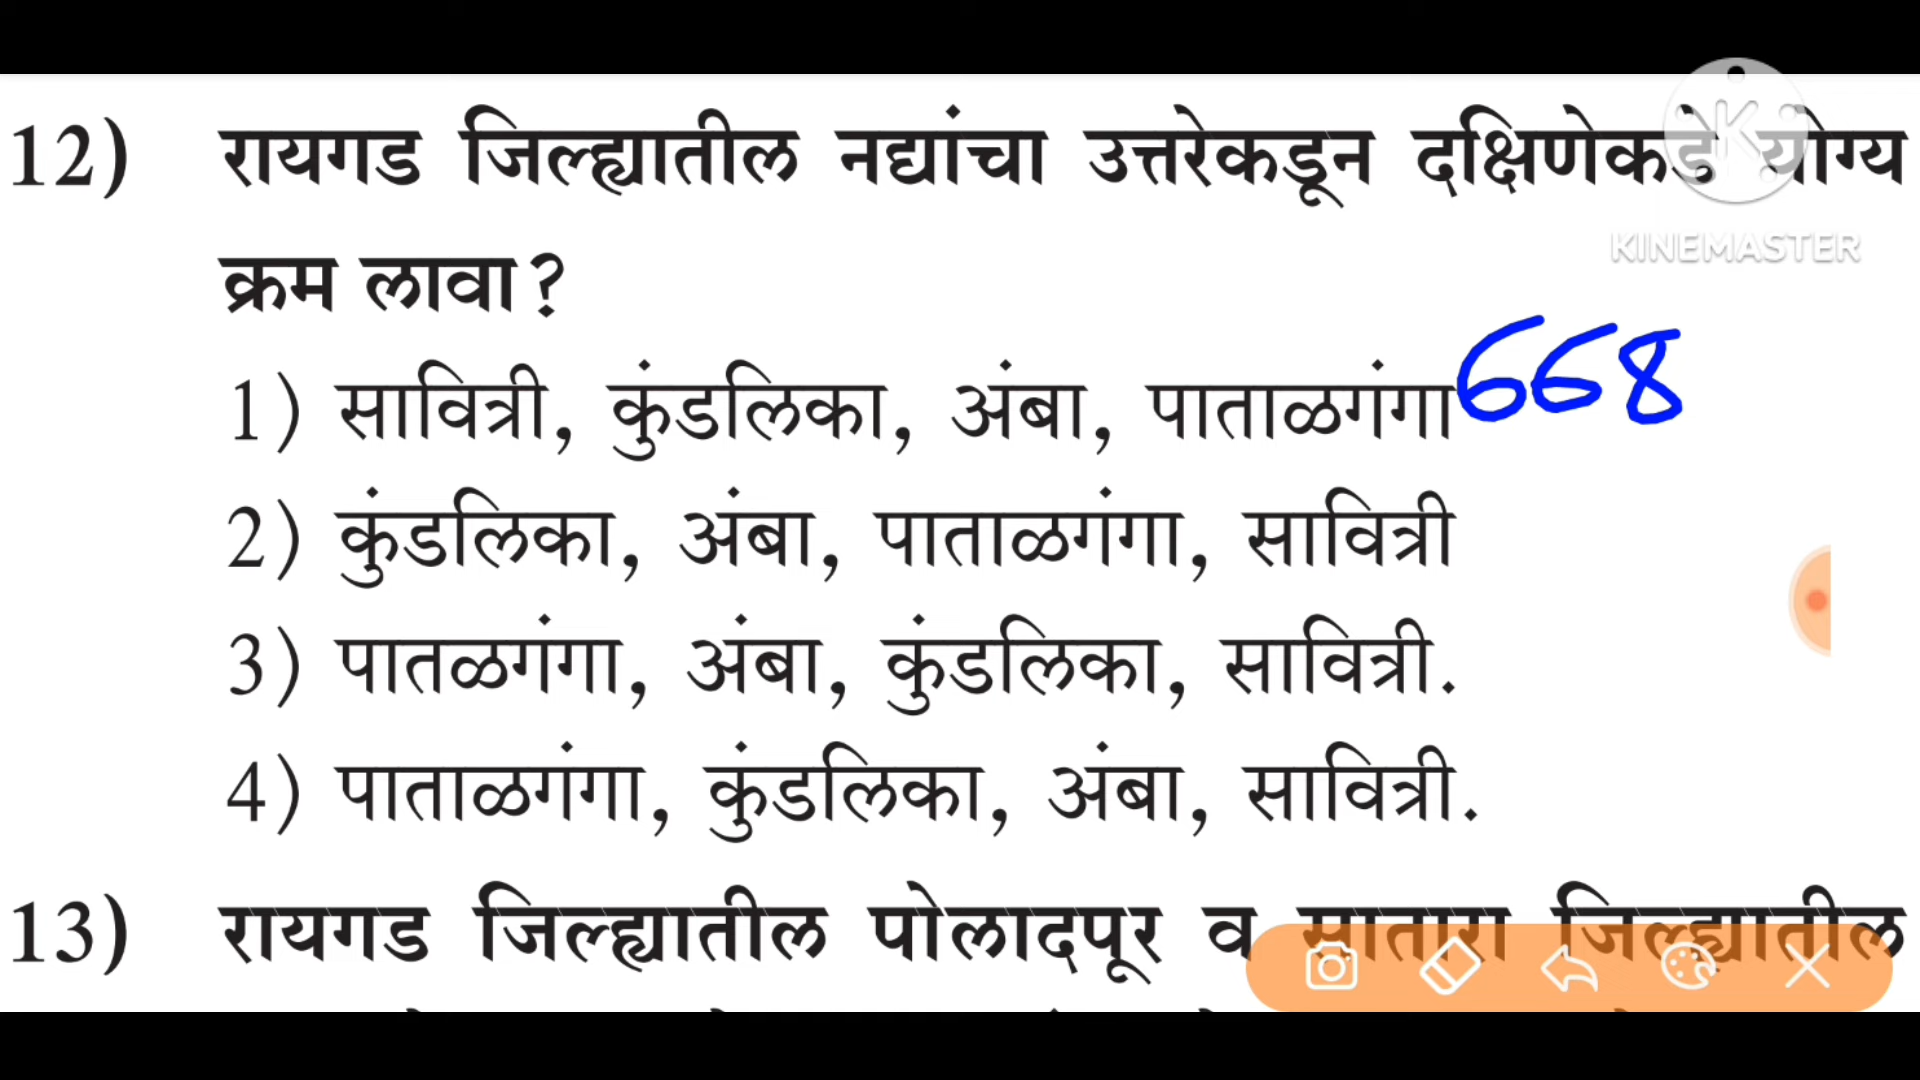 12) रायगड जिल्ह्यातील नद्यांचा उत्तरेकडून दक्षिणेकडे योग्य
KINEMASTER
क्रम लावा?
668
1) सावित्री, कुंडलिका, अंबा, पाताळगंगा
2) कुंडलिका, अंबा, पाताळगंगा, सावित्री
3) पातळगंगा, अंबा, कुंडलिका, सावित्री.
4) पाताळगंगा, कुंडलिका, अंबा, सावित्री.
13) रायगड जिल्ह्यातील पोलादपूर व सातारा जिल्ह्यातील